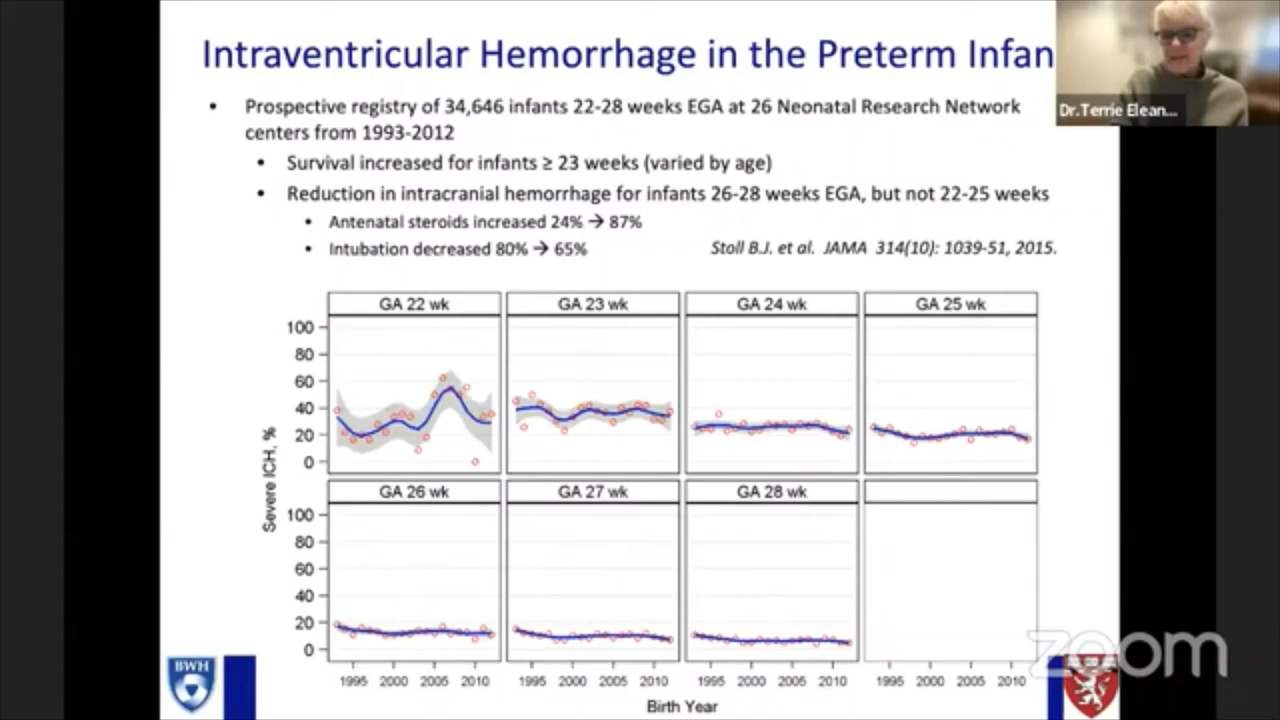 Intraventricular Hemorrhage in the Preterm Infan
Dr.Terrie Elean...
• Prospective registry of 34,646 infants 22-28 weeks EGA at 26 Neonatal Research Network
centers from 1993-2012
• Survival increased for infants ≥ 23 weeks (varied by age)
• Reduction in intracranial hemorrhage for infants 26-28 weeks EGA, but not 22-25 weeks
• Antenatal steroids increased 24% → 87%
• Intubation decreased 80% → 65%
Stoll B.J. et al. JAMA 314(10): 1039-51, 2015.
GA 22 wk GA 23 wk GA 24 wk GA 25 wk
100
80
60
40
20
0
Severe ICH, %
GA 26 wk GA 27 wk GA 28 wk
100
80
60
40
20
0
1995 2000 2005 2010 1995 2000 2005 2010 1995 2000 2005 2010 1995 2000 2005 2010
Birth Year
BWH
zoom